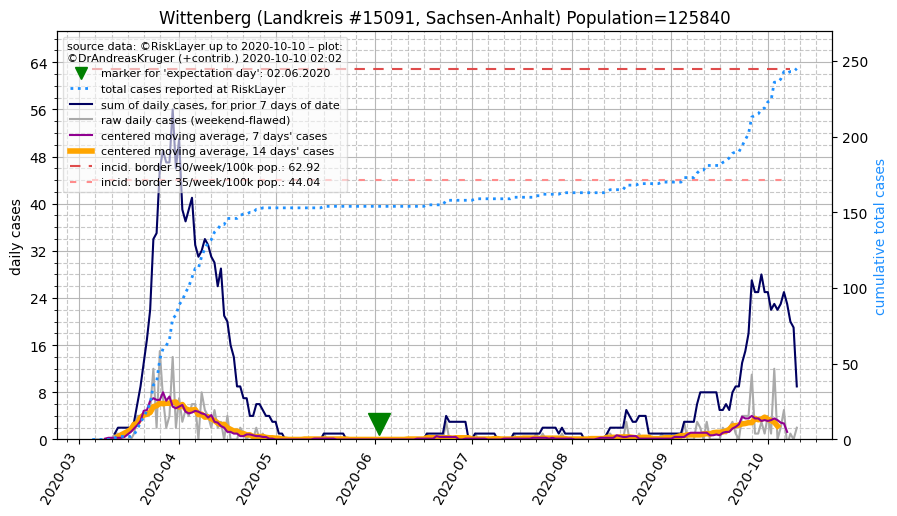 Wittenberg (Landkreis #15091, Sachsen-Anhalt) Population=125840
source data: ©RiskLayer up to 2020-10-10 – plot:
©DrAndreasKruger (+contrib.) 2020-10-10 02:02
marker for 'expectation day': 02.06.2020
total cases reported at RiskLayer
sum of daily cases, for prior 7 days of date
raw daily cases (weekend-flawed)
centered moving average, 7 days' cases
centered moving average, 14 days' cases
incid. border 50/week/100k pop.: 62.92
incid. border 35/week/100k pop.: 44.04
daily cases
64
56
48
40
32
24
16
8
0
cumulative total cases
250
200
150
100
50
0
2020-03
2020-04
2020-05
2020-06
2020-07
2020-08
2020-09
2020-10